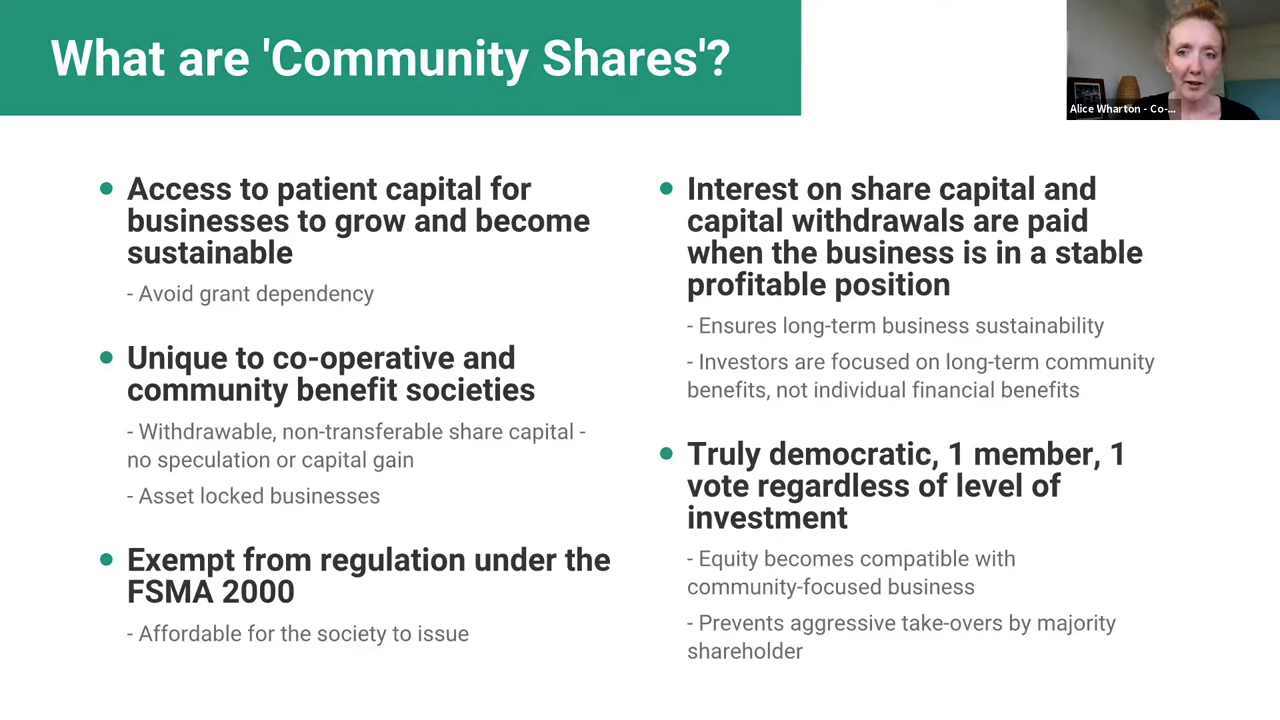 What are 'Community Shares'?
Alice Wharton - Co-...
Access to patient capital for
businesses to grow and become
sustainable
- Avoid grant dependency
Unique to co-operative and
community benefit societies
- Withdrawable, non-transferable share capital -
no speculation or capital gain
- Asset locked businesses
Exempt from regulation under the
FSMA 2000
- Affordable for the society to issue
Interest on share capital and
capital withdrawals are paid
when the business is in a stable
profitable position
- Ensures long-term business sustainability
- Investors are focused on long-term community
benefits, not individual financial benefits
Truly democratic, 1 member, 1
vote regardless of level of
investment
- Equity becomes compatible with
community-focused business
- Prevents aggressive take-overs by majority
shareholder